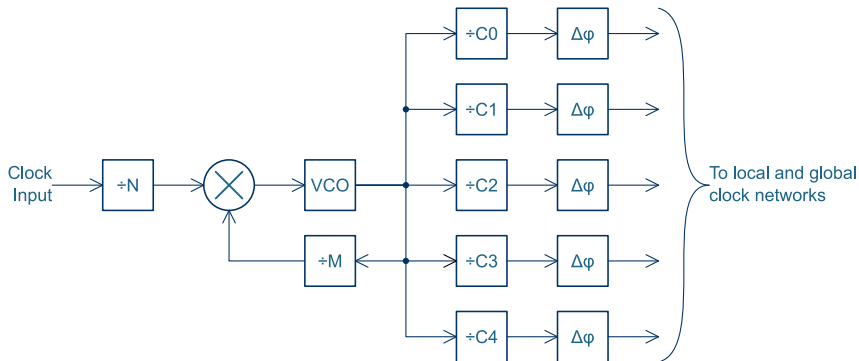 ÷C0
Δφ
÷C1
Δφ
Clock
Input
÷N
VCO
÷C2
Δφ
To local and global
clock networks
÷M
÷C3
Δφ
÷C4
Δφ